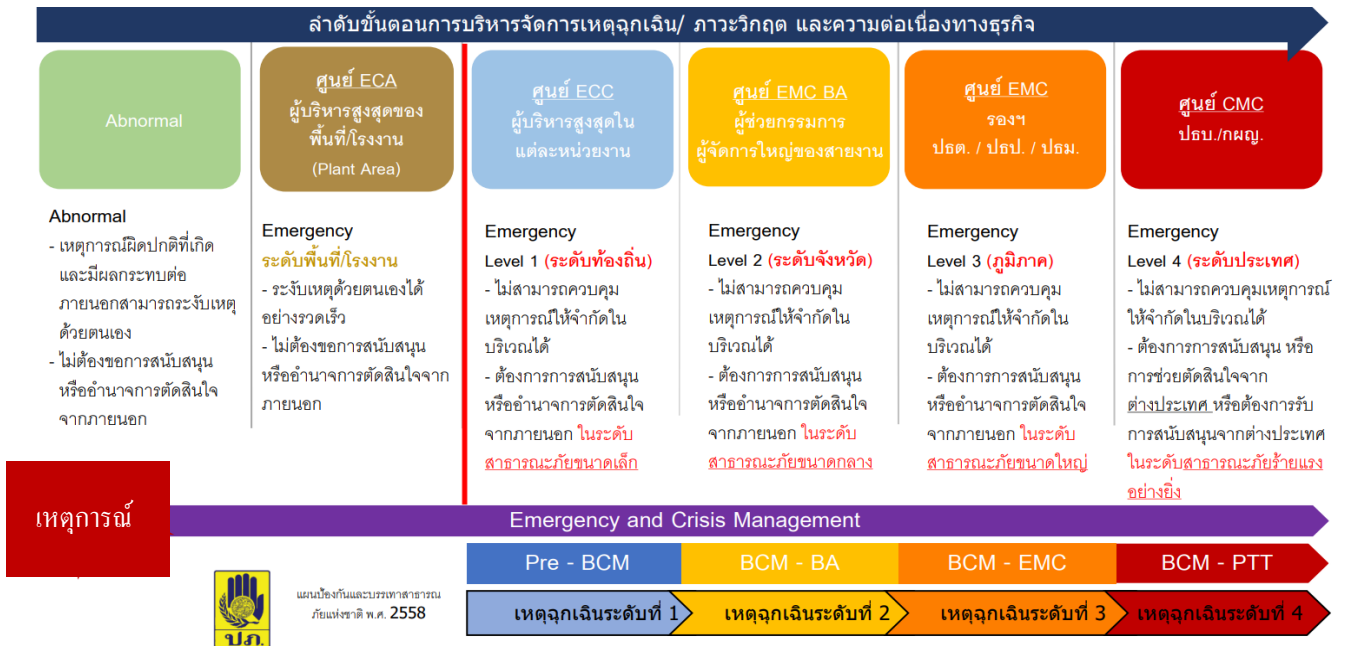 ลำดับขั้นตอนการบริหารจัดการเหตุฉุกเฉิน/ ภาวะวิกฤต และความต่อเนื่องทางธุรกิจ
Abnormal
ศูนย์ ECA
ผู้บริหารสูงสุดของ
พื้นที่/โรงงาน
(Plant Area)
ศูนย์ ECC
ผู้บริหารสูงสุดใน
แต่ละหน่วยงาน
ศูนย์ EMC BA
ผู้ช่วยกรรมการ
ผู้จัดการใหญ่ของสายงาน
ศูนย์ EMC
รองฯ
ปธต. / ปธป. / ปธม.
ศูนย์ CMC
ปธบ./กผญ.
Abnormal
- เหตุการณ์ผิดปกติที่เกิด
และมีผลกระทบต่อ
ภายนอกสามารถระงับเหตุ
ด้วยตนเอง
- ไม่ต้องขอการสนับสนุน
หรืออำนาจการตัดสินใจ
จากภายนอก
Emergency
ระดับพื้นที่/โรงงาน
- ระงับเหตุด้วยตนเองได้
อย่างรวดเร็ว
- ไม่ต้องขอการสนับสนุน
หรืออำนาจการตัดสินใจจาก
ภายนอก
Emergency
Level 1 (ระดับท้องถิ่น)
- ไม่สามารถควบคุม
เหตุการณ์ให้จำกัดใน
บริเวณได้
- ต้องการการสนับสนุน
หรืออำนาจการตัดสินใจ
จากภายนอก ในระดับ
สาธารณะภัยขนาดเล็ก
Emergency
Level 2 (ระดับจังหวัด)
- ไม่สามารถควบคุม
เหตุการณ์ให้จำกัดใน
บริเวณได้
- ต้องการการสนับสนุน
หรืออำนาจการตัดสินใจ
จากภายนอก ในระดับ
สาธารณะภัยขนาดกลาง
Emergency
Level 3 (ภูมิภาค)
- ไม่สามารถควบคุม
เหตุการณ์ให้จำกัดใน
บริเวณได้
- ต้องการการสนับสนุน
หรืออำนาจการตัดสินใจ
จากภายนอก ในระดับ
สาธารณะภัยขนาดใหญ่
Emergency
Level 4 (ระดับประเทศ)
- ไม่สามารถควบคุมเหตุการณ์
ให้จำกัดในบริเวณได้
- ต้องการการสนับสนุน หรือ
การช่วยตัดสินใจจาก
ต่างประเทศ หรือต้องการรับ
การสนับสนุนจากต่างประเทศ
ในระดับสาธารณะภัยร้ายแรง
อย่างยิ่ง
เหตุการณ์
Emergency and Crisis Management
Pre - BCM
BCM - BA
BCM - EMC
BCM - PTT
ปภ.
แผนป้องกันและบรรเทาสาธารณ
ภัยแห่งชาติ พ.ศ. 2558
เหตุฉุกเฉินระดับที่ 1
เหตุฉุกเฉินระดับที่ 2
เหตุฉุกเฉินระดับที่ 3
เหตุฉุกเฉินระดับที่ 4